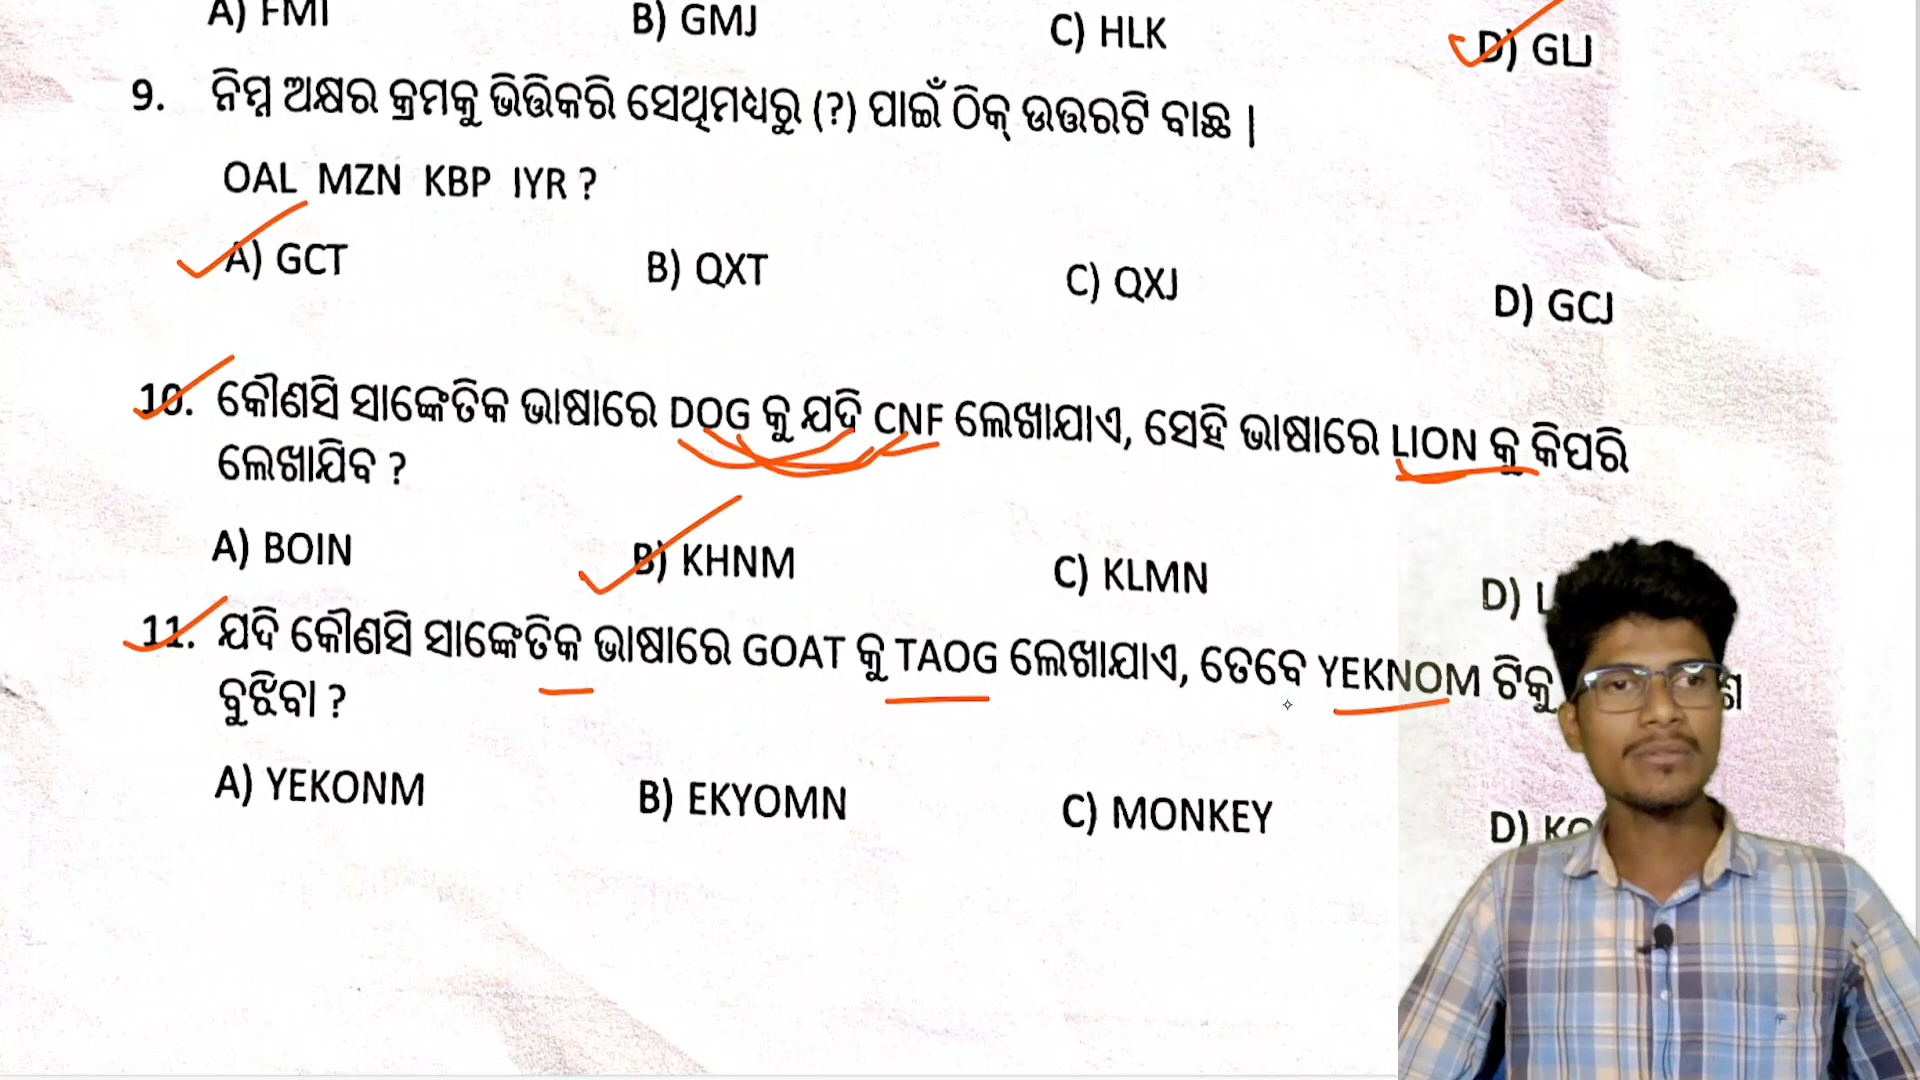 A) FMI B) GMJ C) HLK D) GLJ
9. ନିମ୍ନ ଅକ୍ଷର କ୍ରମକୁ ଭିତ୍ତିକରି ସେଥିମଧ୍ୟରୁ (?) ପାଇଁ ଠିକ୍ ଉତ୍ତରଟି ବାଛ |
OAL MZN KBP IYR ?
A) GCT B) QXT C) QXJ D) GCJ
10. କୌଣସି ସାଙ୍କେତିକ ଭାଷାରେ DOG କୁ ଯଦି CNF ଲେଖାଯାଏ, ସେହି ଭାଷାରେ LION କୁ କିପରି
ଲେଖାଯିବ ?
A) BOIN B) KHNM C) KLMN D)
11. ଯଦି କୌଣସି ସାଙ୍କେତିକ ଭାଷାରେ GOAT କୁ TAOG ଲେଖାଯାଏ, ତେବେ YEKNOM ଟିକୁ
ବୁଝିବା ?
A) YEKONM B) EKYOMN C) MONKEY D)